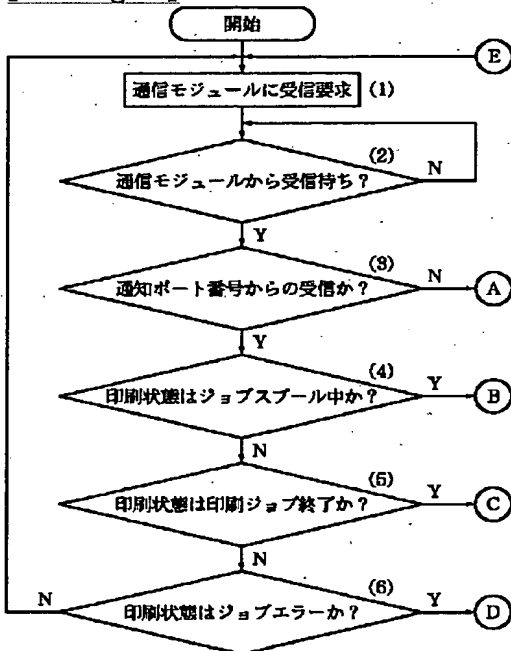 開始
E
通信モジュールに受信要求 (1)
(2)
通信モジュールから受信待ち？ N
Y
(3)
通知ポート番号からの受信か？ N A
Y
(4)
印刷状態はジョブスプール中か？ Y B
N
(5)
印刷状態は印刷ジョブ終了か？ Y C
N
(6)
N 印刷状態はジョブエラーか？ Y D